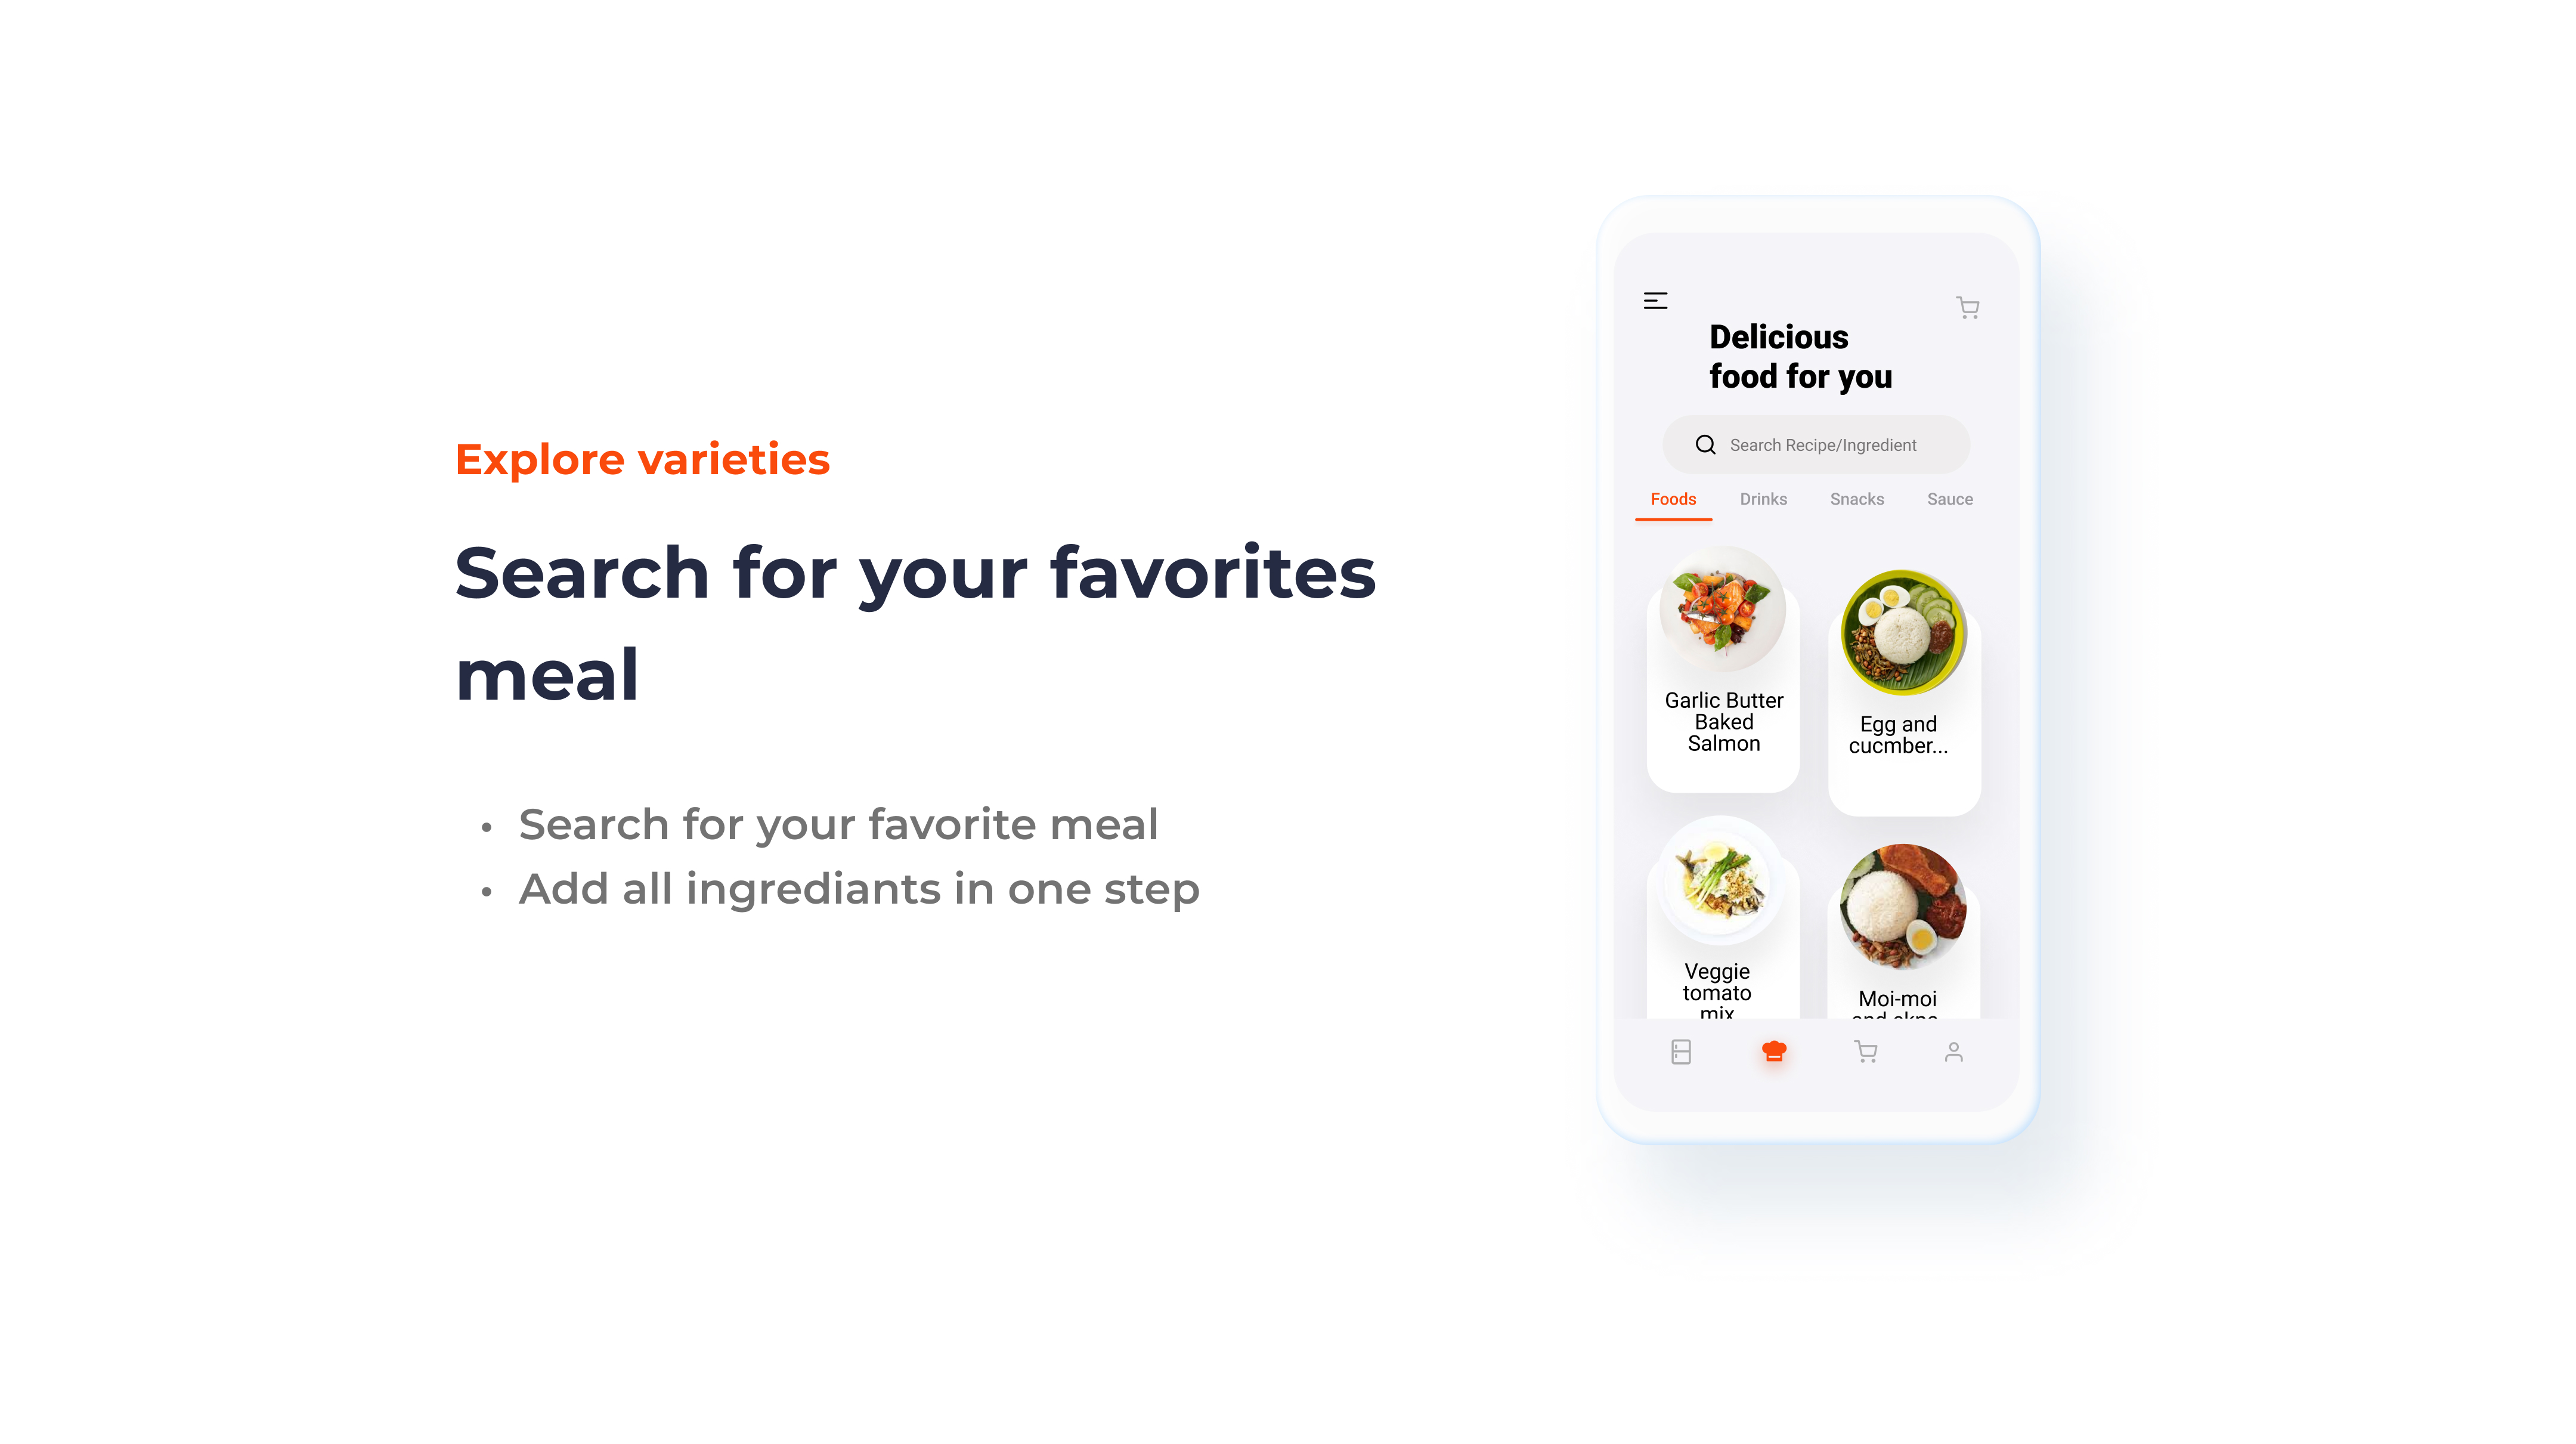 Explore varieties
Search for your favorites
meal
• Search for your favorite meal
• Add all ingrediants in one step
Delicious
food for you
Search Recipe/Ingredient
Foods Drinks Snacks Sauce
Garlic Butter
Baked
Salmon
Egg and
cucmber...
Veggie
tomato
mix
Moi-moi